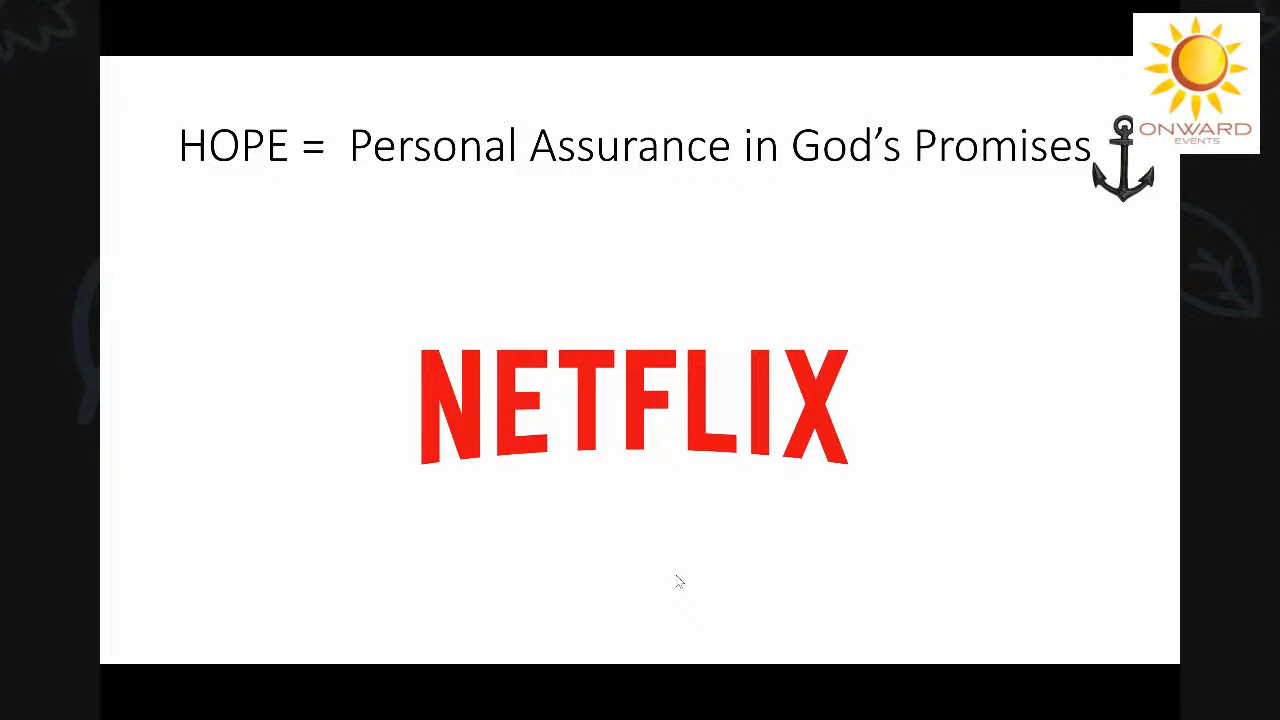 HOPE = Personal Assurance in God’s Promises
ONWARD
EVENTS
NETFLIX